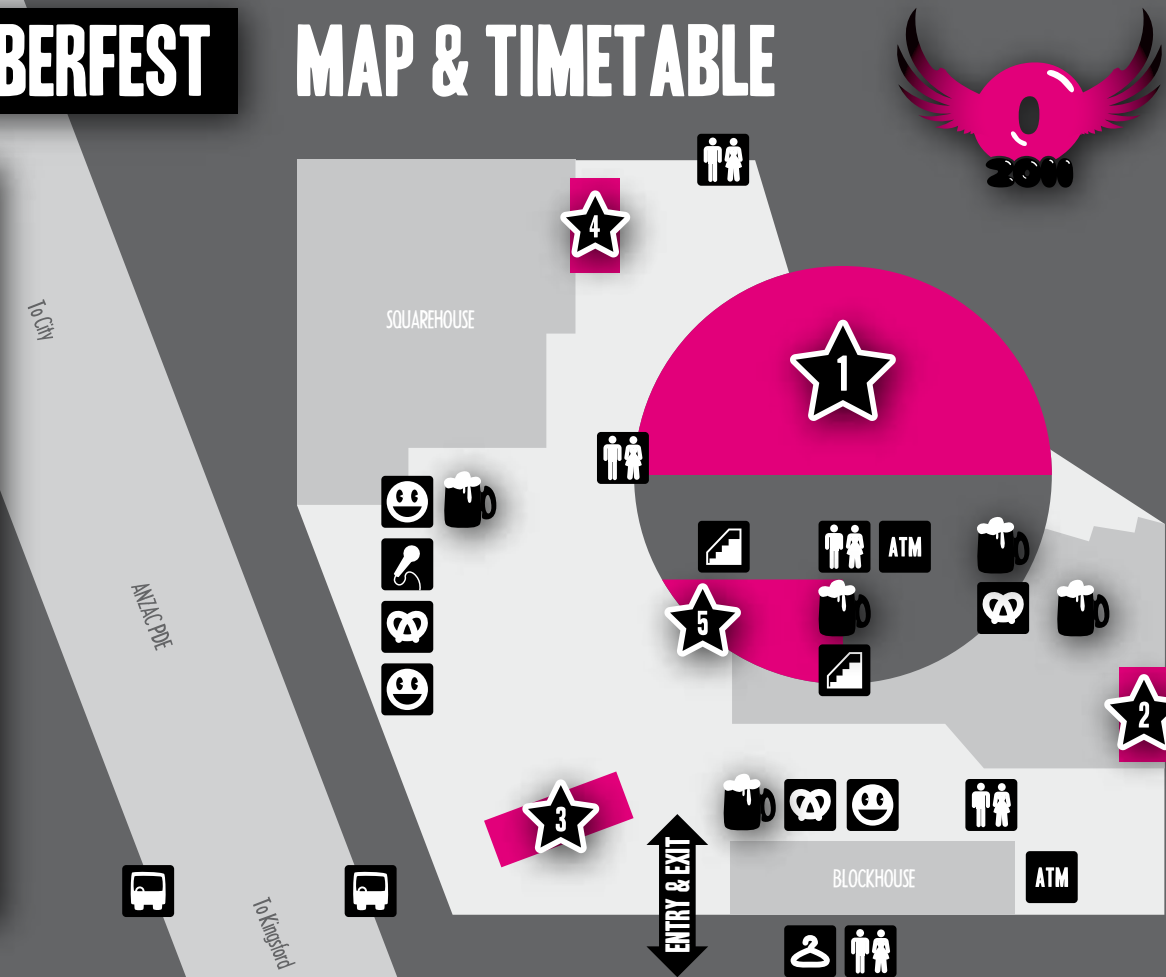 BERFEST
MAP & TIMETABLE
O
2011
4
To City
SQUAREHOUSE
1
ATM
ANZAC PDE
5
2
3
ENTRY & EXIT
BLOCKHOUSE
ATM
To Kingsford